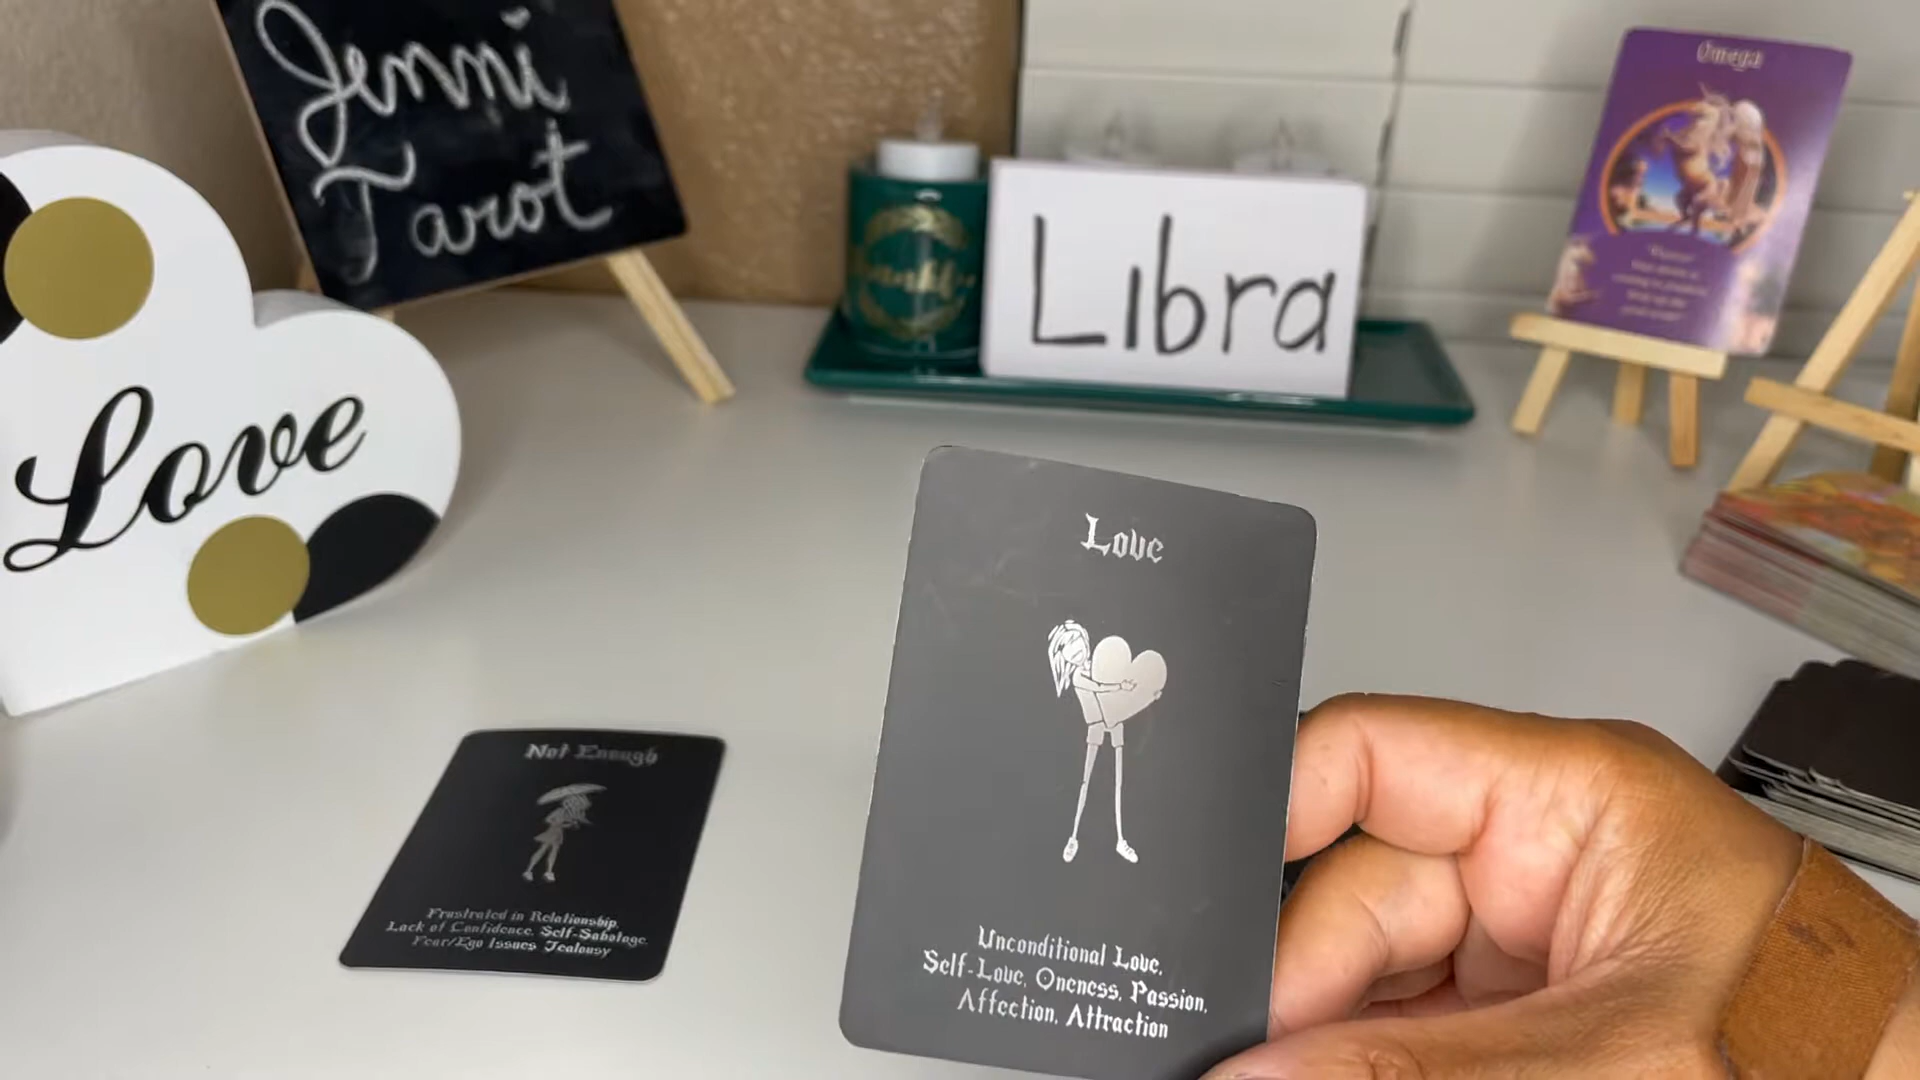 Jenni
Tarot
Love
Libra
Omega
Love
Unconditional Love,
Self-Love, Oneness, Passion,
Affection, Attraction
Not Enough
Frustrated in Relationship,
Lack of Confidence, Self-Sabotage,
Fear/Ego Issues Jealousy